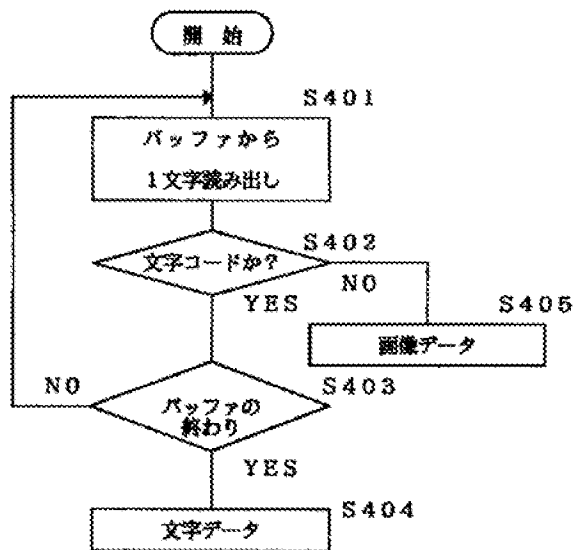 開 始
S401
バッファから
1文字読み出し
S402
文字コードか?
NO
YES
S405
画像データ
NO
S403
バッファの
終わり
YES
S404
文字データ